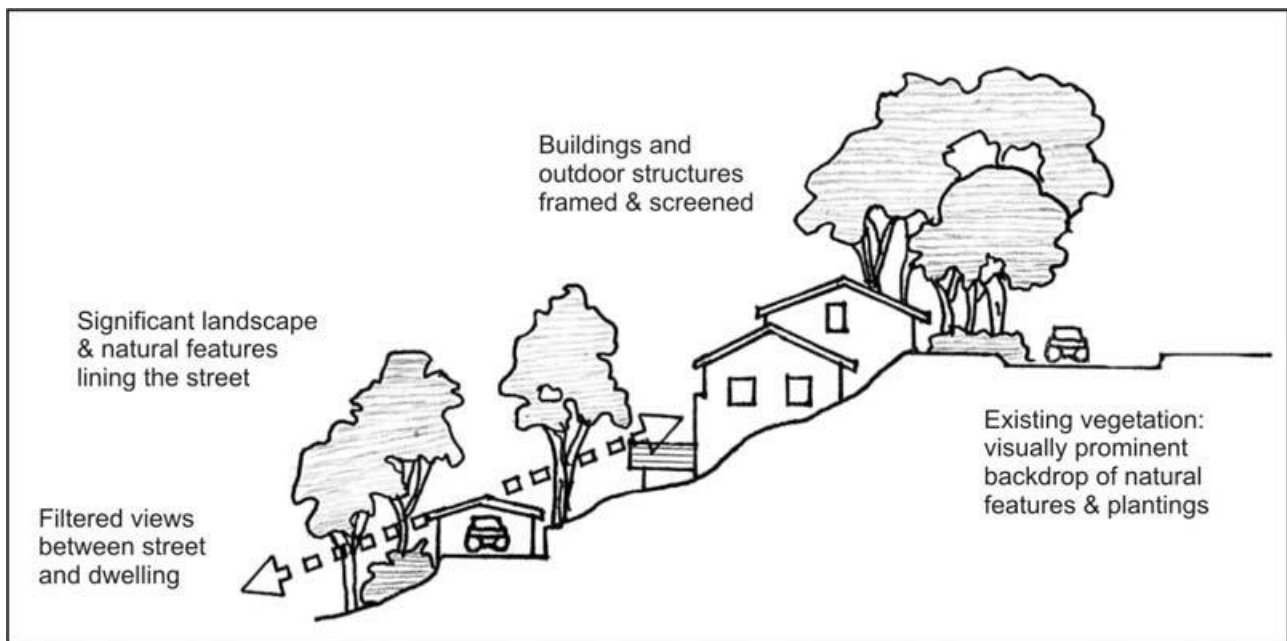 Buildings and
outdoor structures
framed & screened
Significant landscape
& natural features
lining the street
Existing vegetation:
visually prominent
backdrop of natural
features & plantings
Filtered views
between street
and dwelling